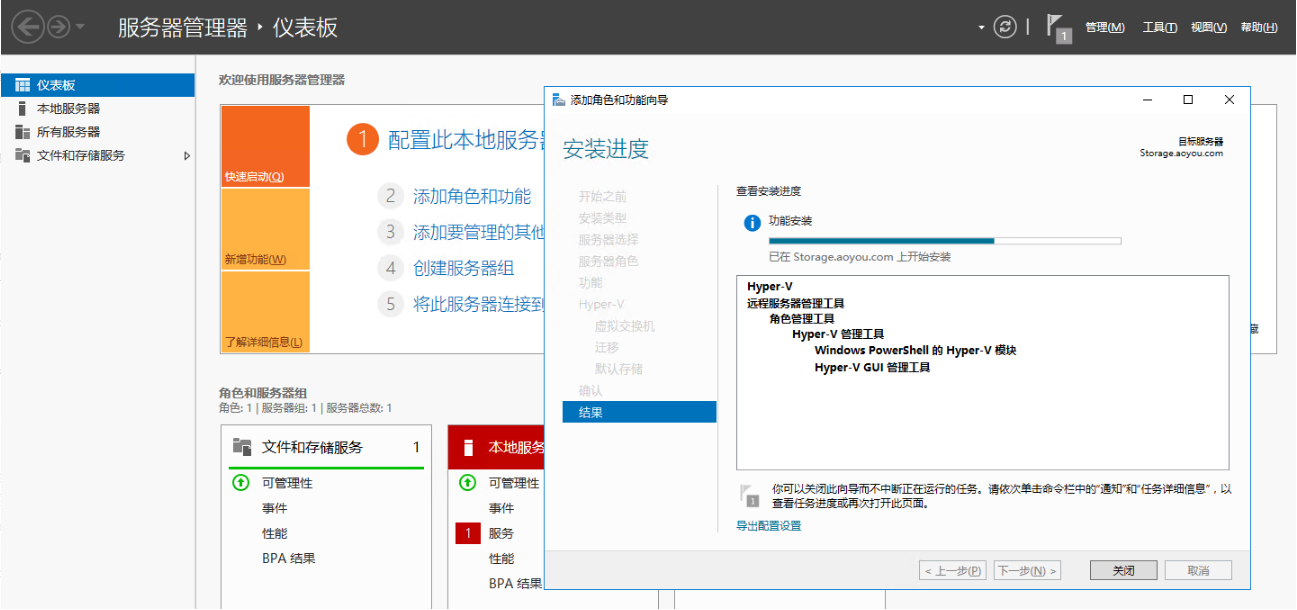 服务器管理器 · 仪表板
1
管理(M)
工具(T)
视图(V)
帮助(H)
仪表板
本地服务器
所有服务器
文件和存储服务
欢迎使用服务器管理器
快速启动(Q)
新增功能(W)
了解详细信息(L)
1 配置此本地服务
2 添加角色和功能
3 添加要管理的其他
4 创建服务器组
5 将此服务器连接到
角色和服务器组
角色: 1 | 服务器组: 1 | 服务器总数: 1
文件和存储服务 1
可管理性
事件
性能
BPA 结果
本地服务
可管理性
事件
1 服务
性能
BPA 结果
添加角色和功能向导
安装进度
目标服务器
Storage.aoyou.com
开始之前
安装类型
服务器选择
服务器角色
功能
Hyper-V
虚拟交换机
迁移
默认存储
确认
结果
查看安装进度
功能安装
已在 Storage.aoyou.com 上开始安装
Hyper-V
远程服务器管理工具
角色管理工具
Hyper-V 管理工具
Windows PowerShell 的 Hyper-V 模块
Hyper-V GUI 管理工具
1
你可以关闭此向导而不中断正在运行的任务。请依次单击命令栏中的“通知”和“任务详细信息”，以
查看任务进度或再次打开此页面。
导出配置设置
< 上一步(P)
下一步(N) >
关闭
取消